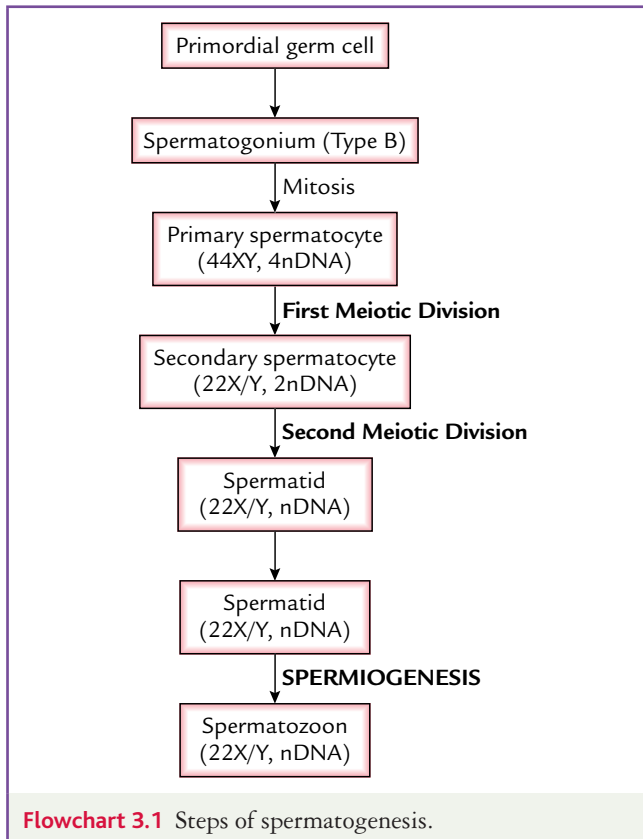 Primordial germ cell
Spermatogonium (Type B)
Mitosis
Primary spermatocyte
(44XY, 4nDNA)
First Meiotic Division
Secondary spermatocyte
(22X/Y, 2nDNA)
Second Meiotic Division
Spermatid
(22X/Y, nDNA)
Spermatid
(22X/Y, nDNA)
SPERMIOGENESIS
Spermatozoon
(22X/Y, nDNA)
Flowchart 3.1 Steps of spermatogenesis.